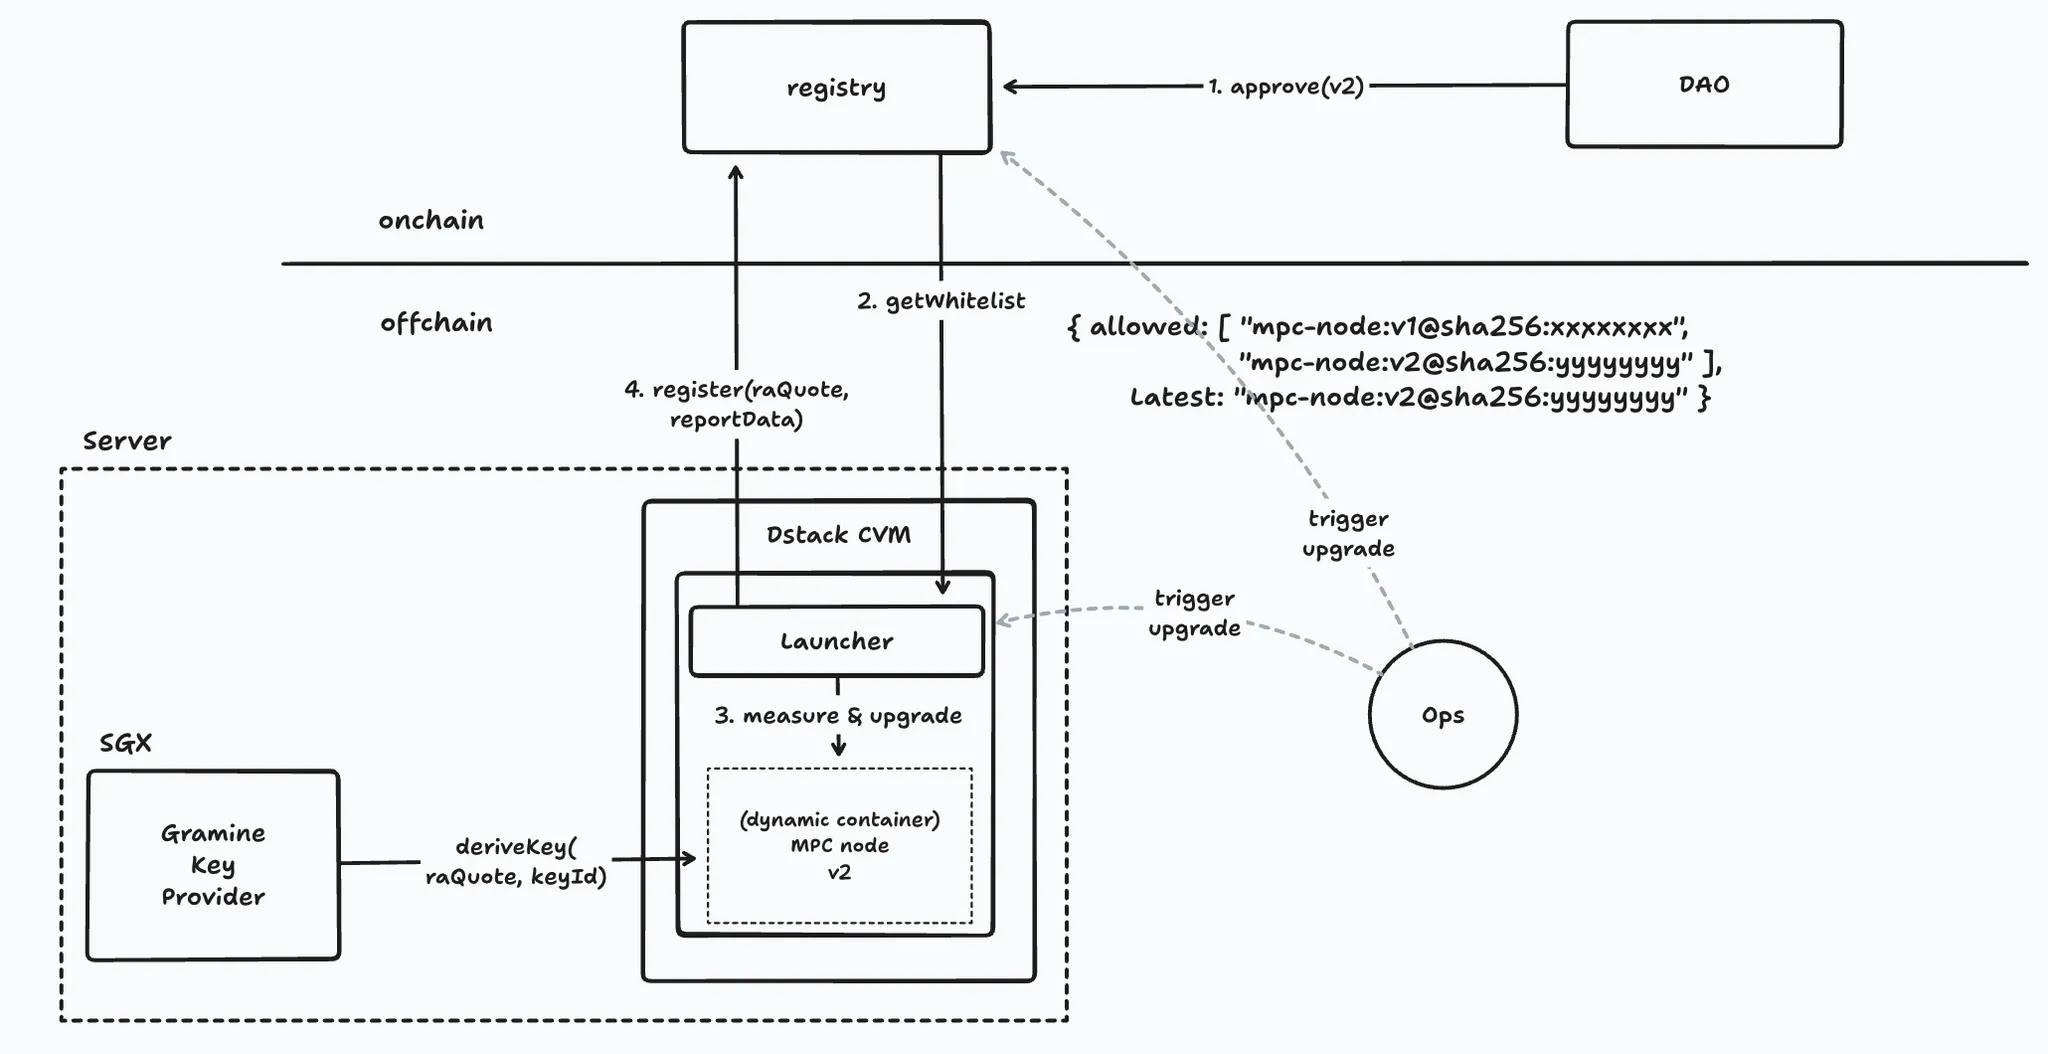 registry
1. approve(v2)
DAO
onchain
offchain
2. getWhitelist
{ allowed: [ "mpc-node:v1@sha256:xxxxxxxx",
"mpc-node:v2@sha256:yyyyyyyy" ],
Latest: "mpc-node:v2@sha256:yyyyyyyy" }
4. register(raQuote,
reportData)
Server
Dstack CVM
trigger
upgrade
trigger
upgrade
Launcher
3. measure & upgrade
Ops
SGX
Gramine
Key
Provider
deriveKey(
raQuote, keyId)
(dynamic container)
MPC node
v2